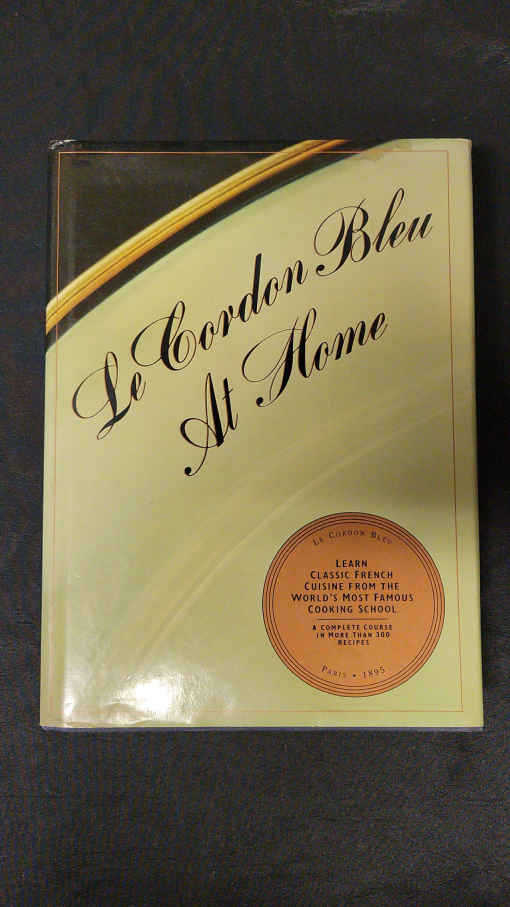 Le Cordon Bleu
At Home
LE CORDON BLEU
LEARN
CLASSIC FRENCH
CUISINE FROM THE
WORLD'S MOST FAMOUS
COOKING SCHOOL
A COMPLETE COURSE
IN MORE THAN 300
RECIPES
PARIS • 1895